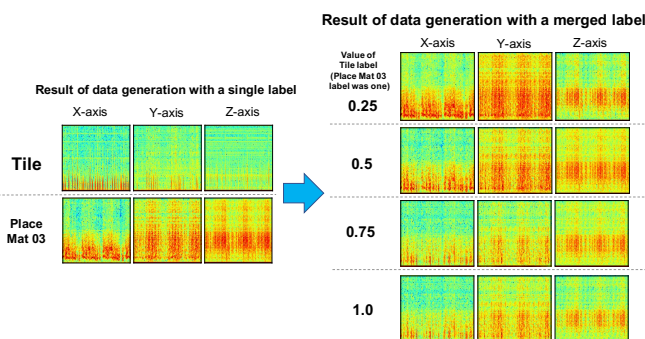 Result of data generation with a merged label
Value of
Tile label
(Place Mat 03
label was one)
X-axis Y-axis Z-axis
0.25
0.5
0.75
1.0
Result of data generation with a single label
X-axis Y-axis Z-axis
Tile
Place
Mat 03